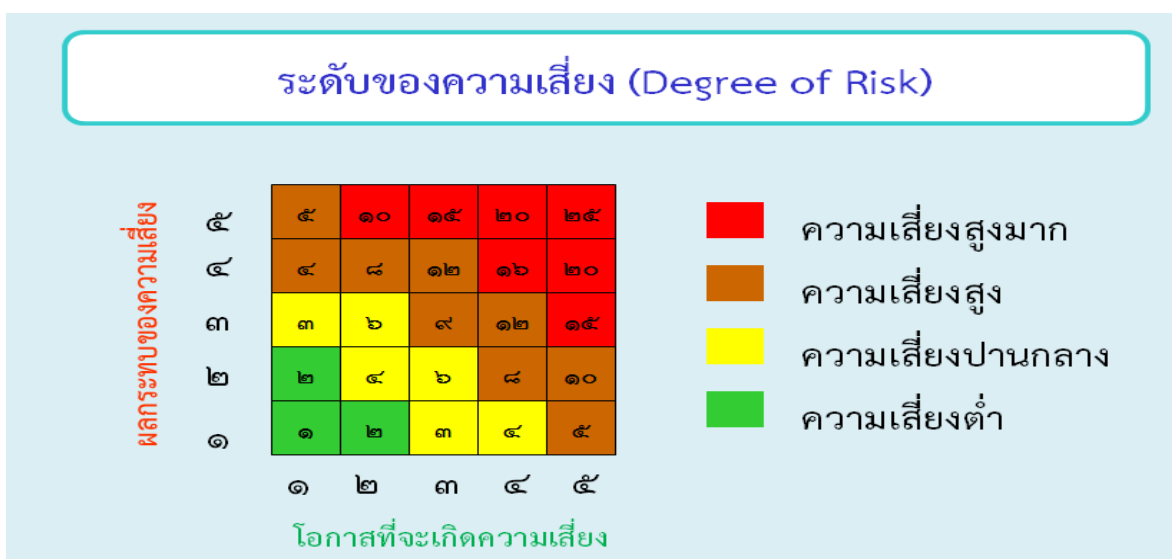 ระดับของความเสี่ยง (Degree of Risk)
ผลกระทบของความเสี่ยง
๕ ๕ ๑๐ ๑๕ ๒๐ ๒๕
๔ ๔ ๘ ๑๒ ๑๖ ๒๐
๓ ๓ ๖ ๙ ๑๒ ๑๕
๒ ๒ ๔ ๖ ๘ ๑๐
๑ ๑ ๒ ๓ ๔ ๕
๑ ๒ ๓ ๔ ๕
โอกาสที่จะเกิดความเสี่ยง
ความเสี่ยงสูงมาก
ความเสี่ยงสูง
ความเสี่ยงปานกลาง
ความเสี่ยงต่ำ